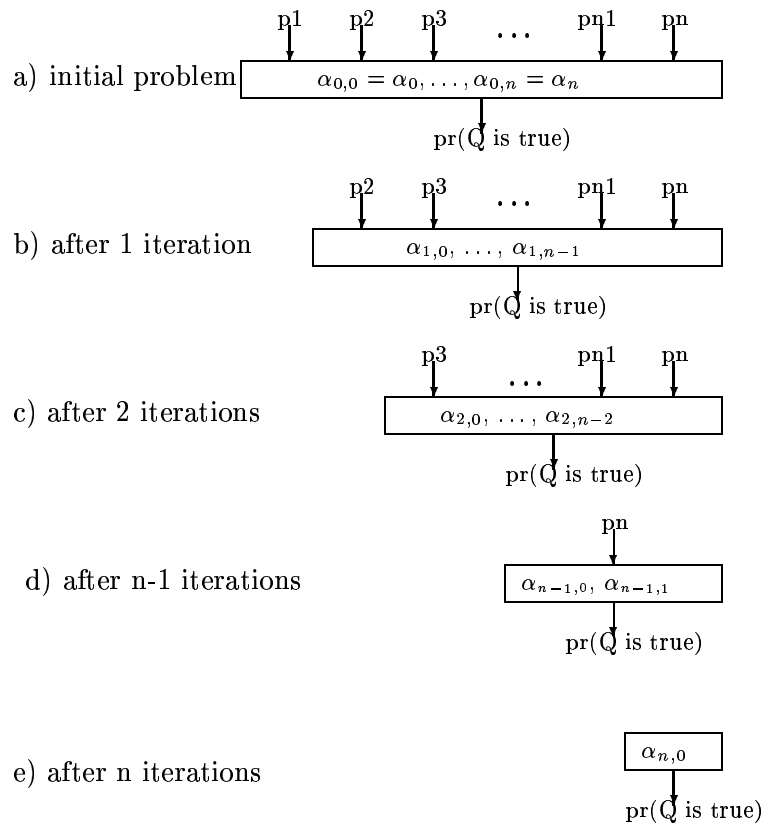 p1 p2 p3 ... pn1 pn
a) initial problem α₀,₀ = α₀, ..., α₀,ₙ = αₙ
pr(Q is true)
p2 p3 ... pn1 pn
b) after 1 iteration α₁,₀, ..., α₁,ₙ₋₁
pr(Q is true)
p3 ... pn1 pn
c) after 2 iterations α₂,₀, ..., α₂,ₙ₋₂
pr(Q is true)
pn
d) after n-1 iterations αₙ₋₁,₀, αₙ₋₁,₁
pr(Q is true)
e) after n iterations αₙ,₀
pr(Q is true)